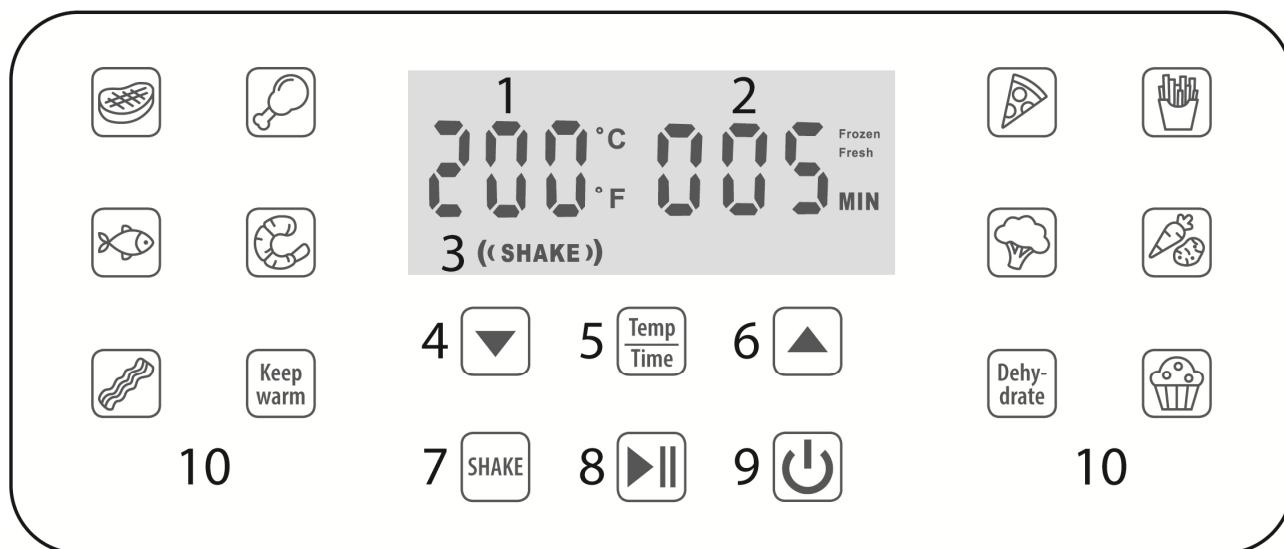 1 2
200 °C 005 Frozen
Fresh
°F MIN
3 ((SHAKE))
4 5 Temp 6
Time
Keep
warm
Dehy-
drate
10 7 SHAKE 8 9 10